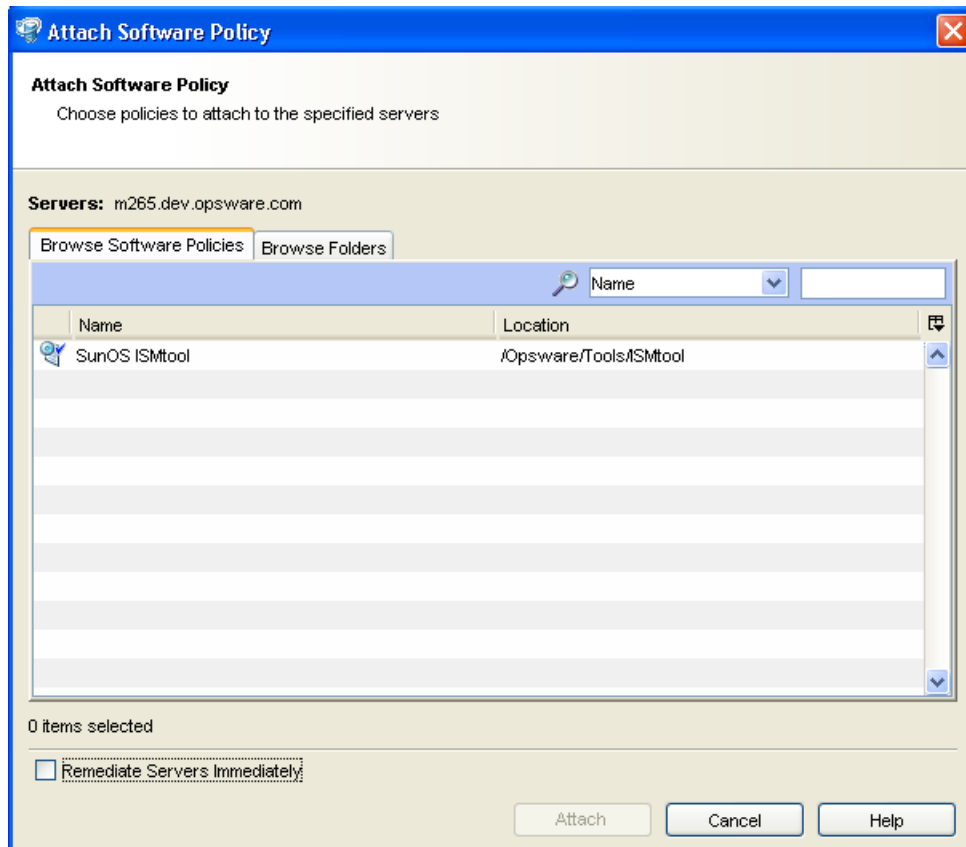 Attach Software Policy
Attach Software Policy
Choose policies to attach to the specified servers
Servers: m265.dev.opsware.com
Browse Software Policies Browse Folders
Name
Name Location
SunOS ISMtool /Opsware/Tools/ISMtool
0 items selected
Remediate Servers Immediately
Attach Cancel Help